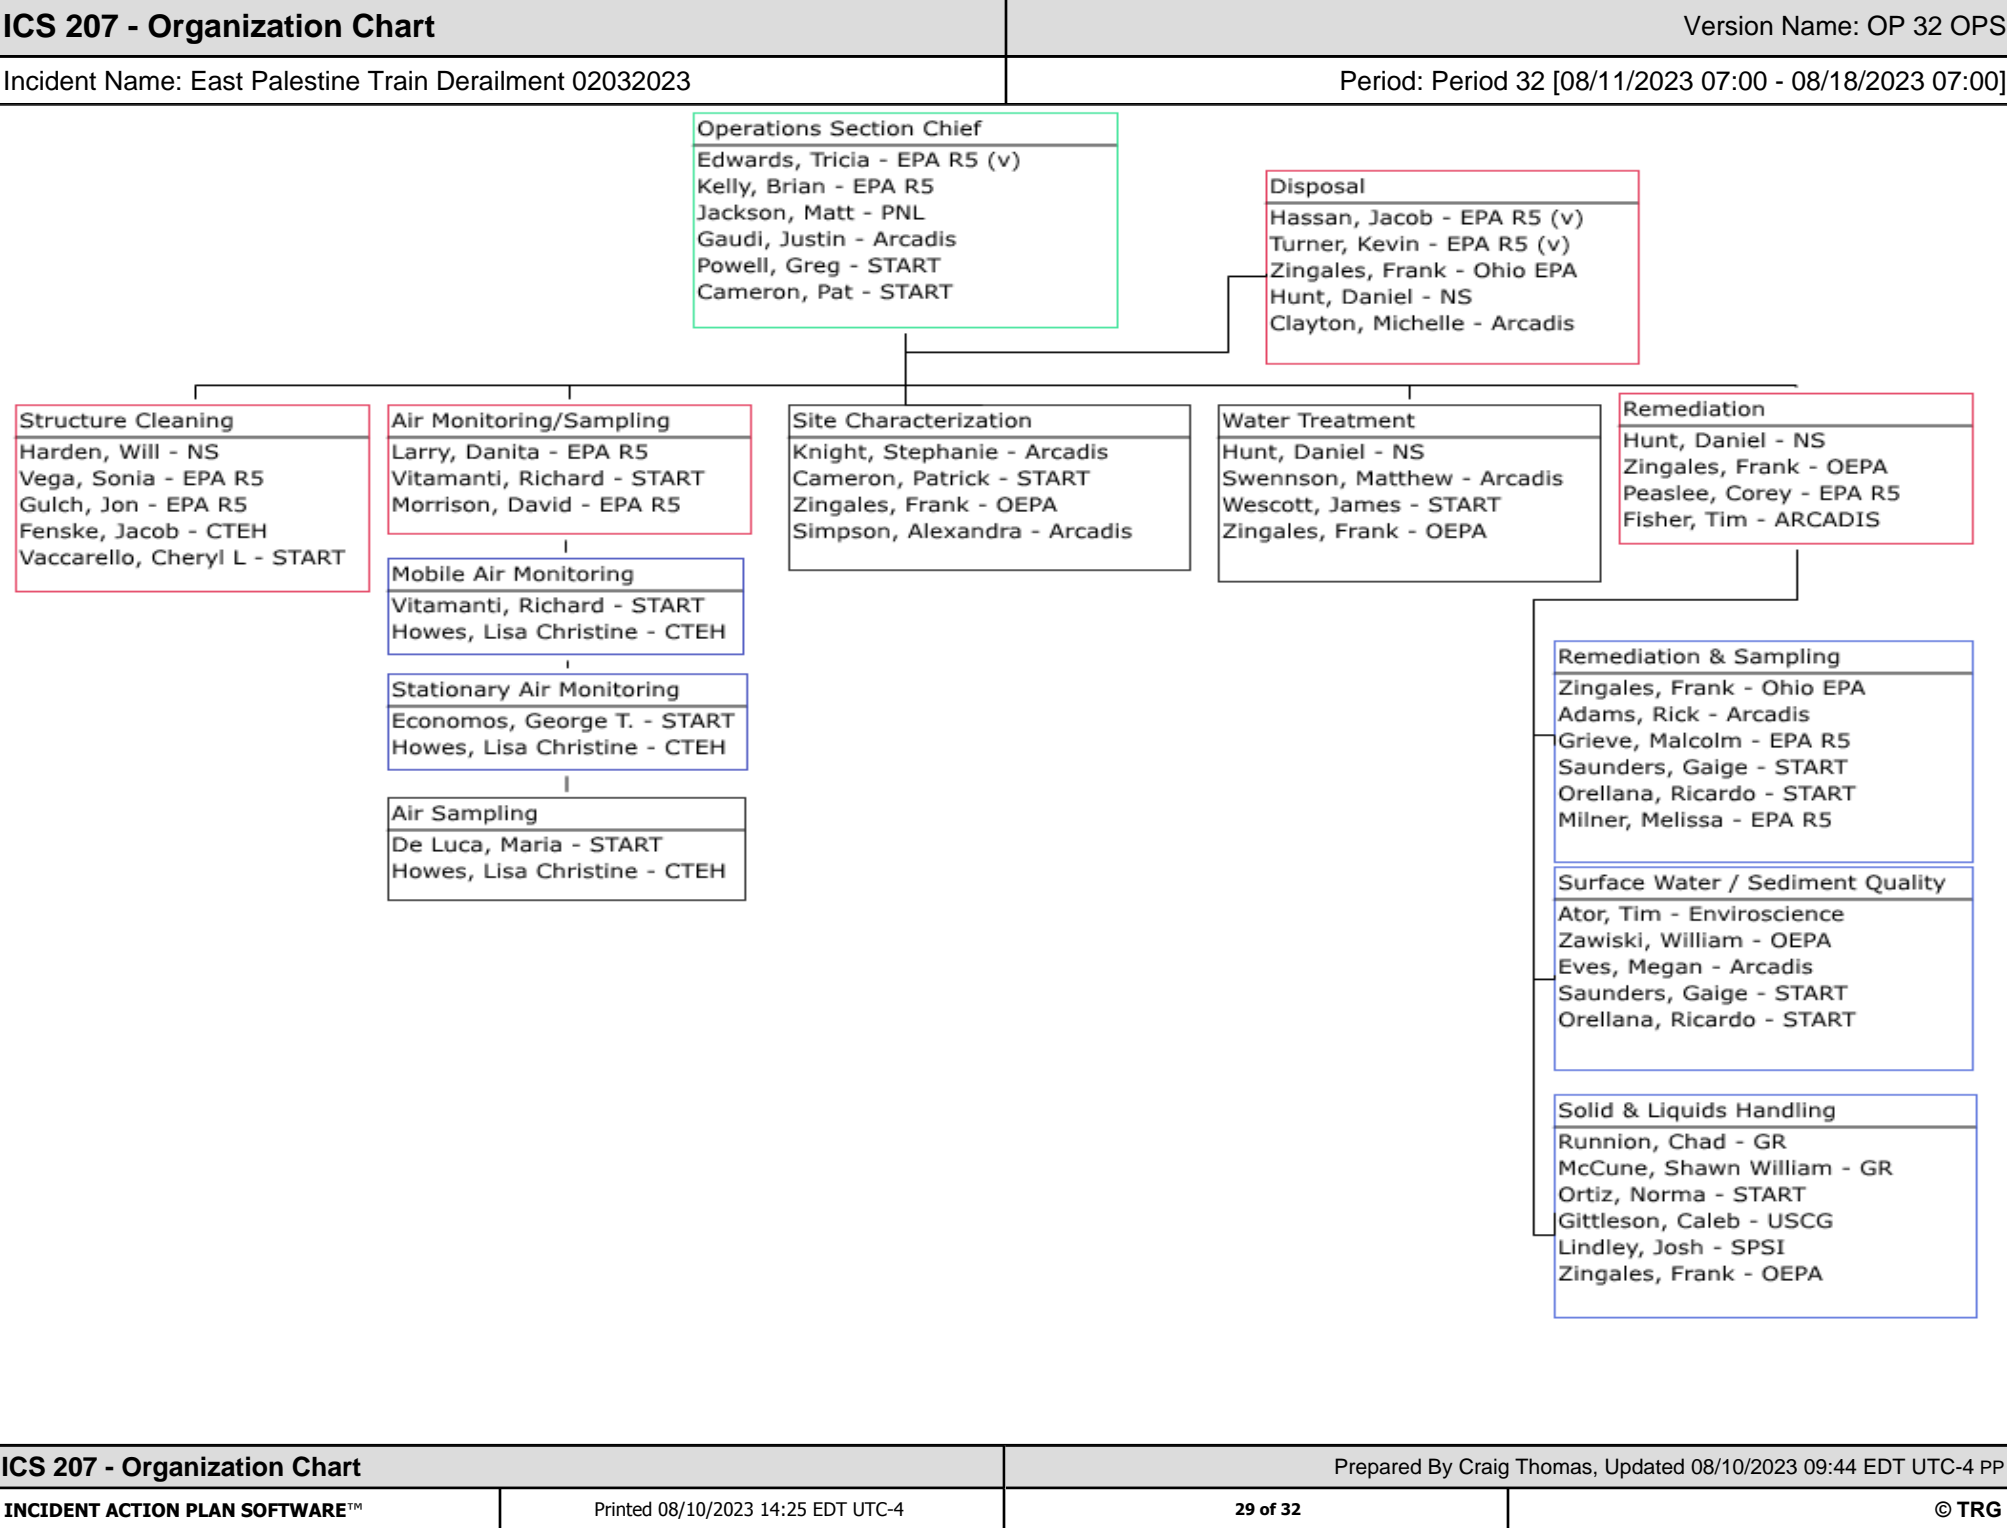 ICS 207 - Organization Chart
Version Name: OP 32 OPS
Incident Name: East Palestine Train Derailment 02032023
Period: Period 32 [08/11/2023 07:00 - 08/18/2023 07:00]
Operations Section Chief
Edwards, Tricia - EPA R5 (v)
Kelly, Brian - EPA R5
Jackson, Matt - PNL
Gaudi, Justin - Arcadis
Powell, Greg - START
Cameron, Pat - START
Disposal
Hassan, Jacob - EPA R5 (v)
Turner, Kevin - EPA R5 (v)
Zingales, Frank - Ohio EPA
Hunt, Daniel - NS
Clayton, Michelle - Arcadis
Structure Cleaning
Harden, Will - NS
Vega, Sonia - EPA R5
Gulch, Jon - EPA R5
Fenske, Jacob - CTEH
Vaccarello, Cheryl L - START
Air Monitoring/Sampling
Larry, Danita - EPA R5
Vitamanti, Richard - START
Morrison, David - EPA R5
Mobile Air Monitoring
Vitamanti, Richard - START
Howes, Lisa Christine - CTEH
Stationary Air Monitoring
Economos, George T. - START
Howes, Lisa Christine - CTEH
Air Sampling
De Luca, Maria - START
Howes, Lisa Christine - CTEH
Site Characterization
Knight, Stephanie - Arcadis
Cameron, Patrick - START
Zingales, Frank - OEPA
Simpson, Alexandra - Arcadis
Water Treatment
Hunt, Daniel - NS
Swennson, Matthew - Arcadis
Wescott, James - START
Zingales, Frank - OEPA
Remediation
Hunt, Daniel - NS
Zingales, Frank - OEPA
Peaslee, Corey - EPA R5
Fisher, Tim - ARCADIS
Remediation & Sampling
Zingales, Frank - Ohio EPA
Adams, Rick - Arcadis
Grieve, Malcolm - EPA R5
Saunders, Gaige - START
Orellana, Ricardo - START
Milner, Melissa - EPA R5
Surface Water / Sediment Quality
Ator, Tim - Enviroscience
Zawiski, William - OEPA
Eves, Megan - Arcadis
Saunders, Gaige - START
Orellana, Ricardo - START
Solid & Liquids Handling
Runnion, Chad - GR
McCune, Shawn William - GR
Ortiz, Norma - START
Gittleson, Caleb - USCG
Lindley, Josh - SPSI
Zingales, Frank - OEPA
ICS 207 - Organization Chart
Prepared By Craig Thomas, Updated 08/10/2023 09:44 EDT UTC-4 PP
INCIDENT ACTION PLAN SOFTWARE™
Printed 08/10/2023 14:25 EDT UTC-4
29 of 32
© TRG